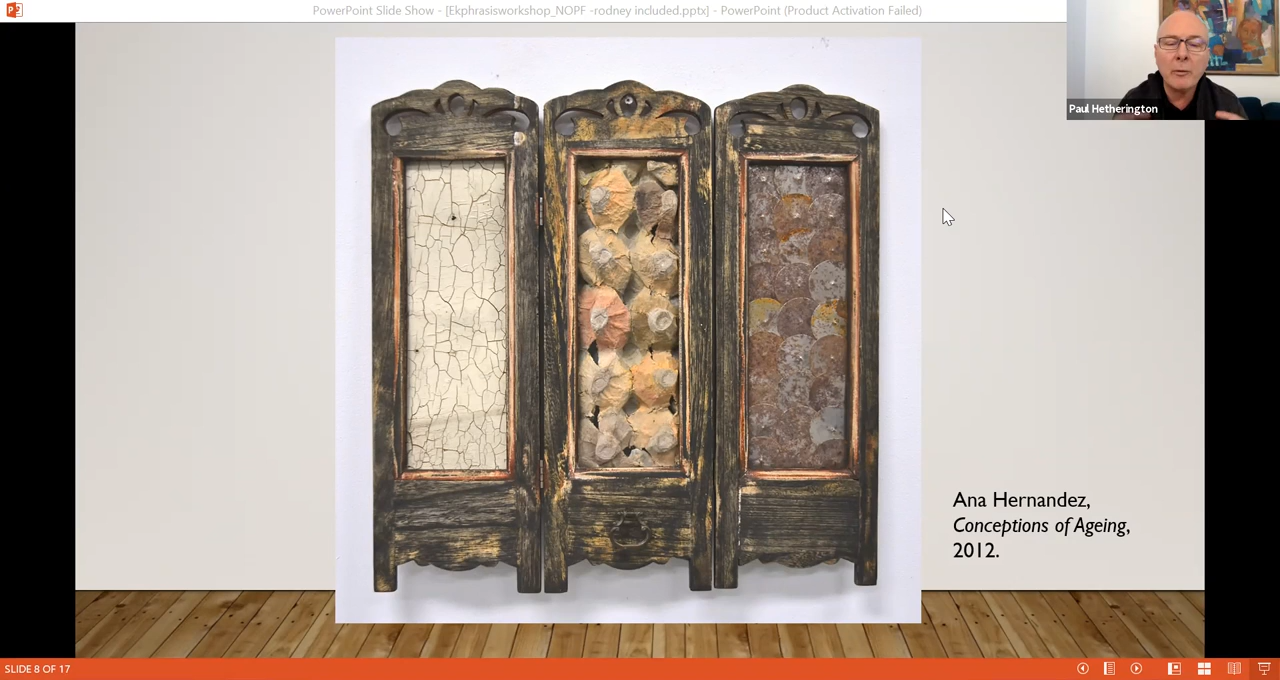 PowerPoint Slide Show - [Ekphrasisworkshop_NOPF -rodney included.pptx] - PowerPoint (Product Activation Failed)
Paul Hetherington
Ana Hernandez,
Conceptions of Ageing,
2012.
SLIDE 8 OF 17